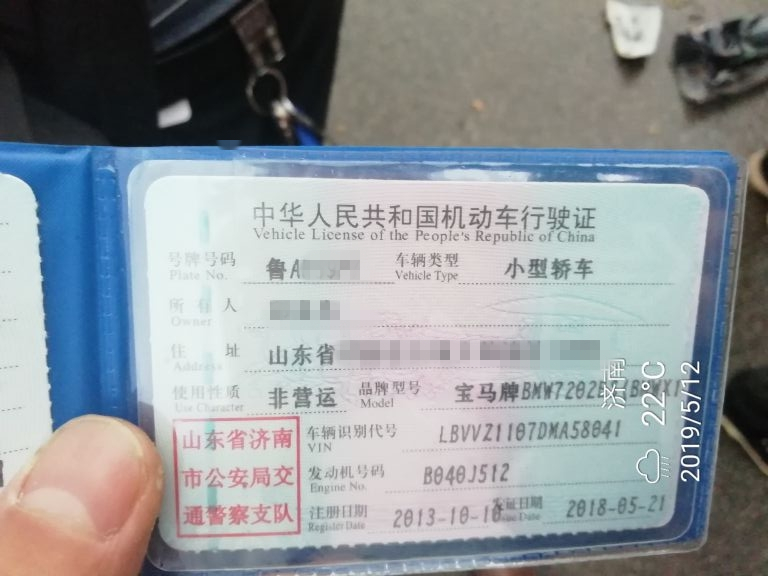 中华人民共和国机动车行驶证
Vehicle License of the People's Republic of China
号牌号码 鲁A 车辆类型 小型轿车
Plate No. Vehicle Type
所有人
Owner
住址 山东省
Address
使用性质 非营运 品牌型号 宝马牌BMW7202
Use Character Model
山东省济南
市公安局交
通警察支队
车辆识别代号 LBVVZ1107DMA58041
VIN
发动机号码 B040J512
Engine No.
注册日期 2013-10-10 发证日期 2018-05-21
Register Date Issue Date
济南
22°C
2019/5/12